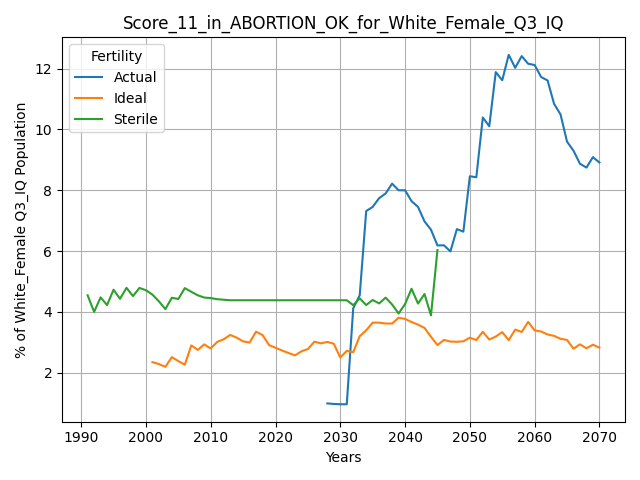 Score_11_in_ABORTION_OK_for_White_Female_Q3_IQ
Fertility
Actual
Ideal
Sterile
% of White_Female Q3_IQ Population
12
10
8
6
4
2
1990 2000 2010 2020 2030 2040 2050 2060 2070
Years